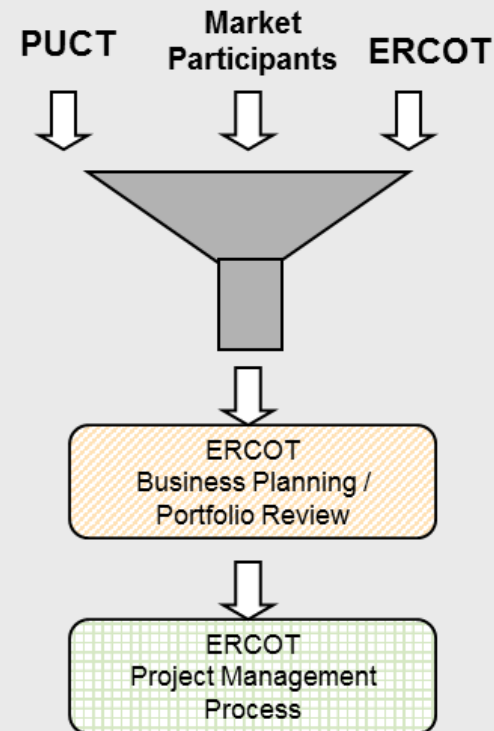 PUCT
Market
Participants
ERCOT
ERCOT
Business Planning /
Portfolio Review
ERCOT
Project Management
Process